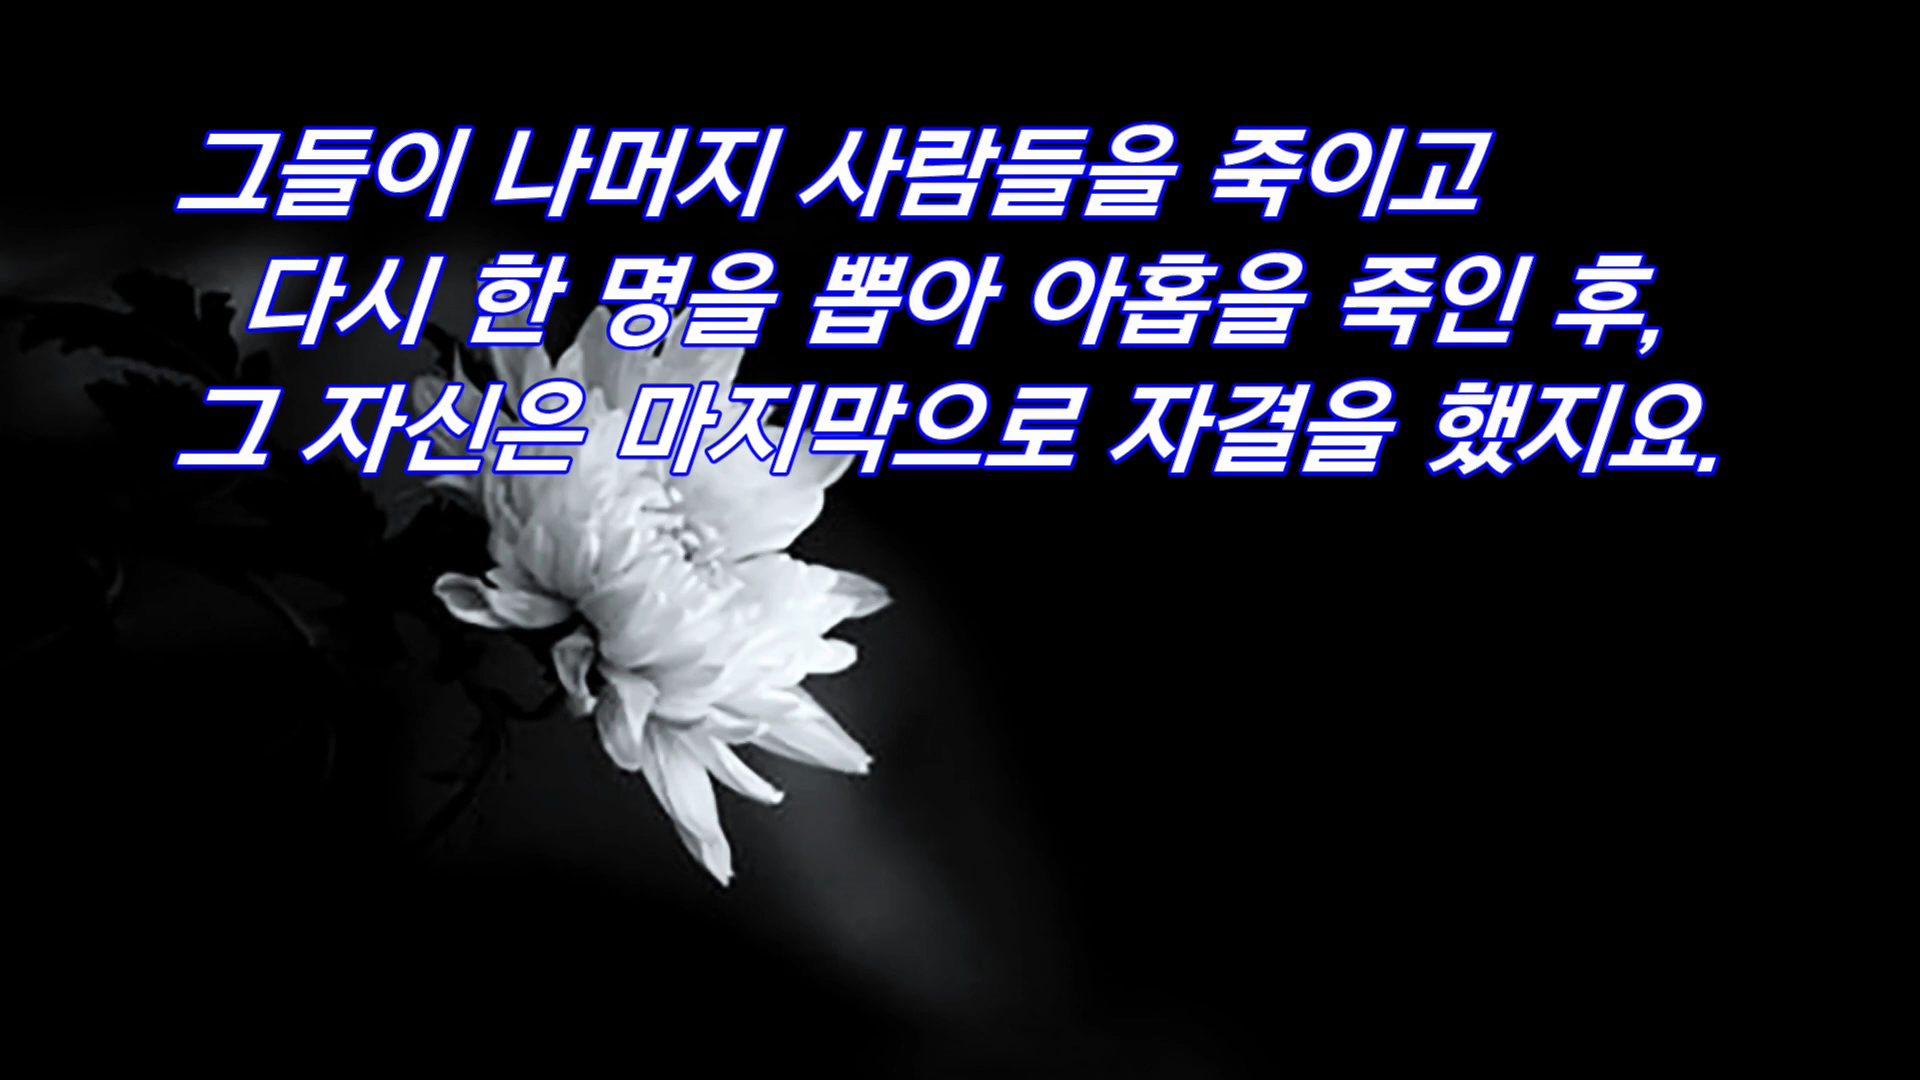 그들이 나머지 사람들을 죽이고
다시 한 명을 뽑아 아홉을 죽인 후,
그 자신은 마지막으로 자결을 했지요.